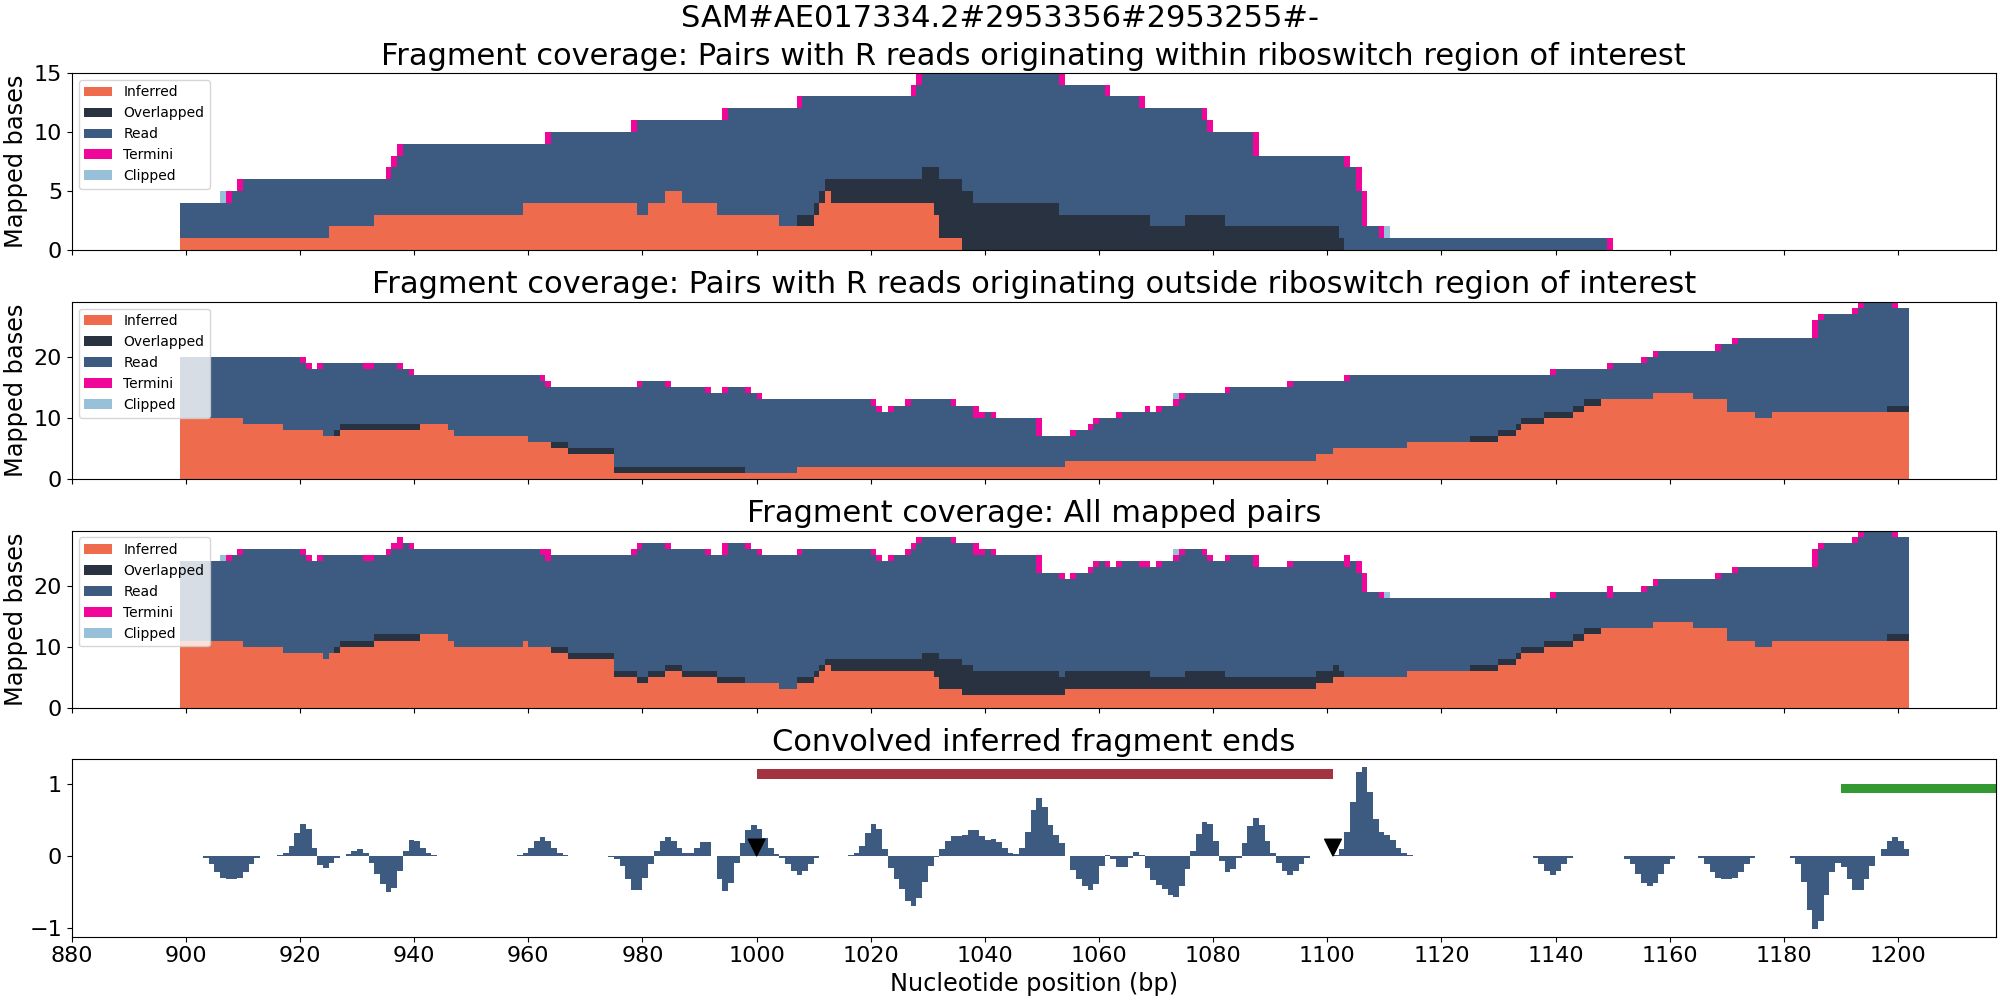 SAM#AE017334.2#2953356#2953255#-
Fragment coverage: Pairs with R reads originating within riboswitch region of interest
Mapped bases
15
10
5
0
Inferred
Overlapped
Read
Termini
Clipped
Fragment coverage: Pairs with R reads originating outside riboswitch region of interest
Mapped bases
20
10
0
Inferred
Overlapped
Read
Termini
Clipped
Fragment coverage: All mapped pairs
Mapped bases
20
10
0
Inferred
Overlapped
Read
Termini
Clipped
Convolved inferred fragment ends
1
0
−1
880 900 920 940 960 980 1000 1020 1040 1060 1080 1100 1120 1140 1160 1180 1200
Nucleotide position (bp)